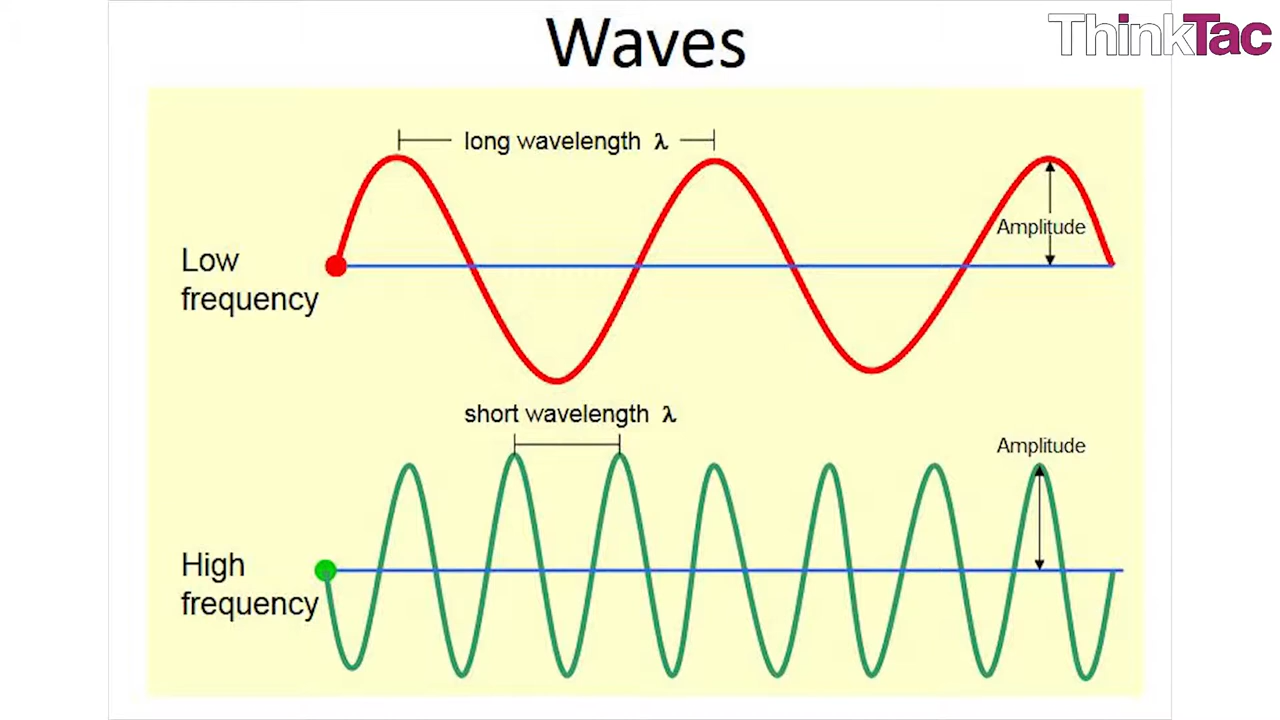 Waves
ThinkTac
long wavelength λ
Amplitude
Low
frequency
short wavelength λ
Amplitude
High
frequency